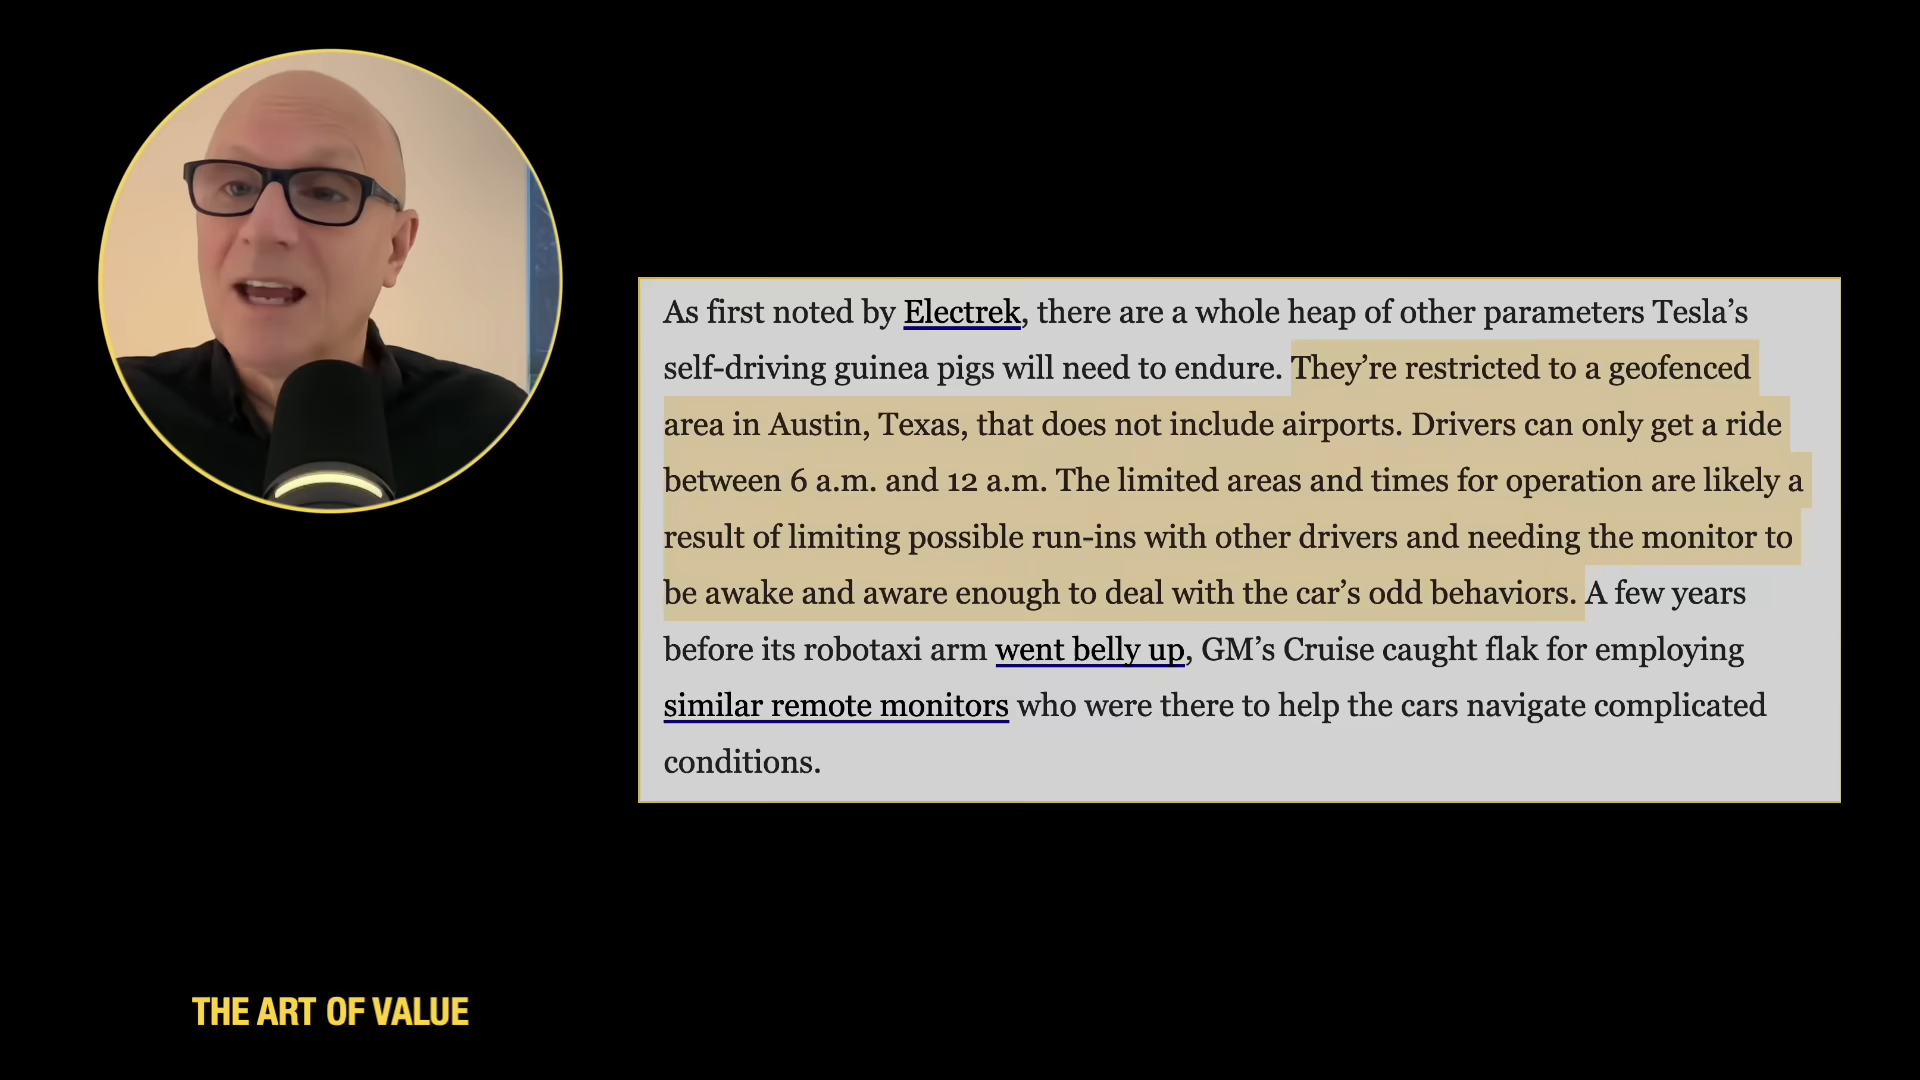 As first noted by Electrek, there are a whole heap of other parameters Tesla’s
self-driving guinea pigs will need to endure. They’re restricted to a geofenced
area in Austin, Texas, that does not include airports. Drivers can only get a ride
between 6 a.m. and 12 a.m. The limited areas and times for operation are likely a
result of limiting possible run-ins with other drivers and needing the monitor to
be awake and aware enough to deal with the car’s odd behaviors. A few years
before its robotaxi arm went belly up, GM’s Cruise caught flak for employing
similar remote monitors who were there to help the cars navigate complicated
conditions.
THE ART OF VALUE